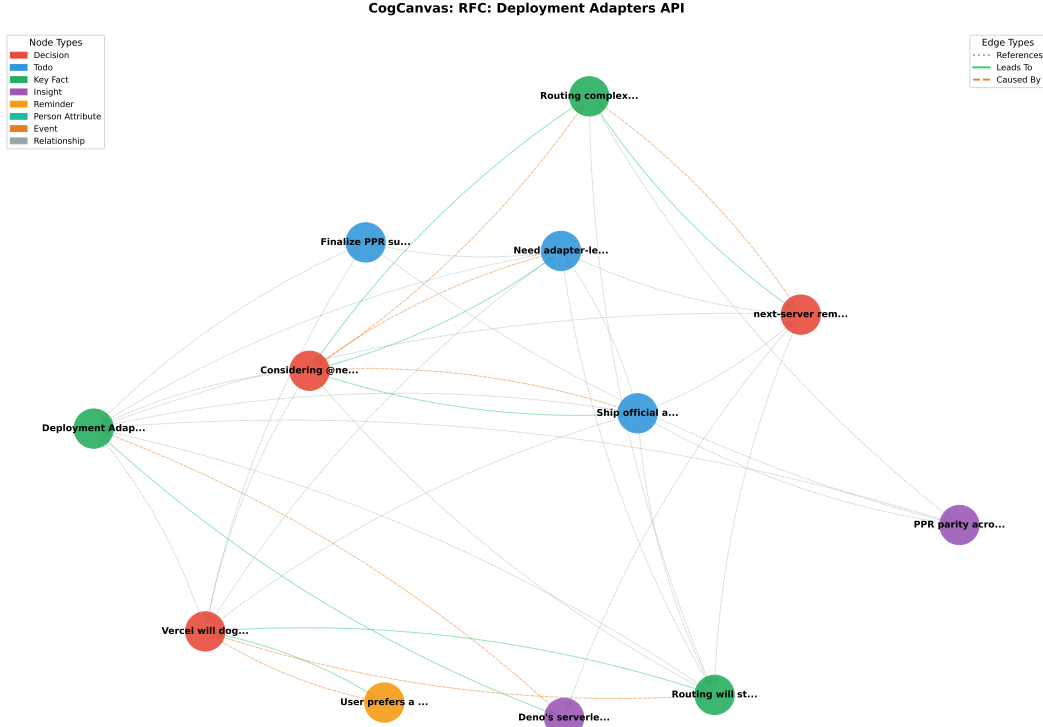 CogCanvas: RFC: Deployment Adapters API
Node Types
Decision
Todo
Key Fact
Insight
Reminder
Person Attribute
Event
Relationship
Edge Types
References
Leads To
Caused By
Routing complex...
Finalize PPR su...
Need adapter-le...
next-server rem...
Considering @ne...
Ship official a...
Deployment Adap...
PPR parity acro...
Vercel will dog...
User prefers a ...
Routing will st...
Deno's serverle...